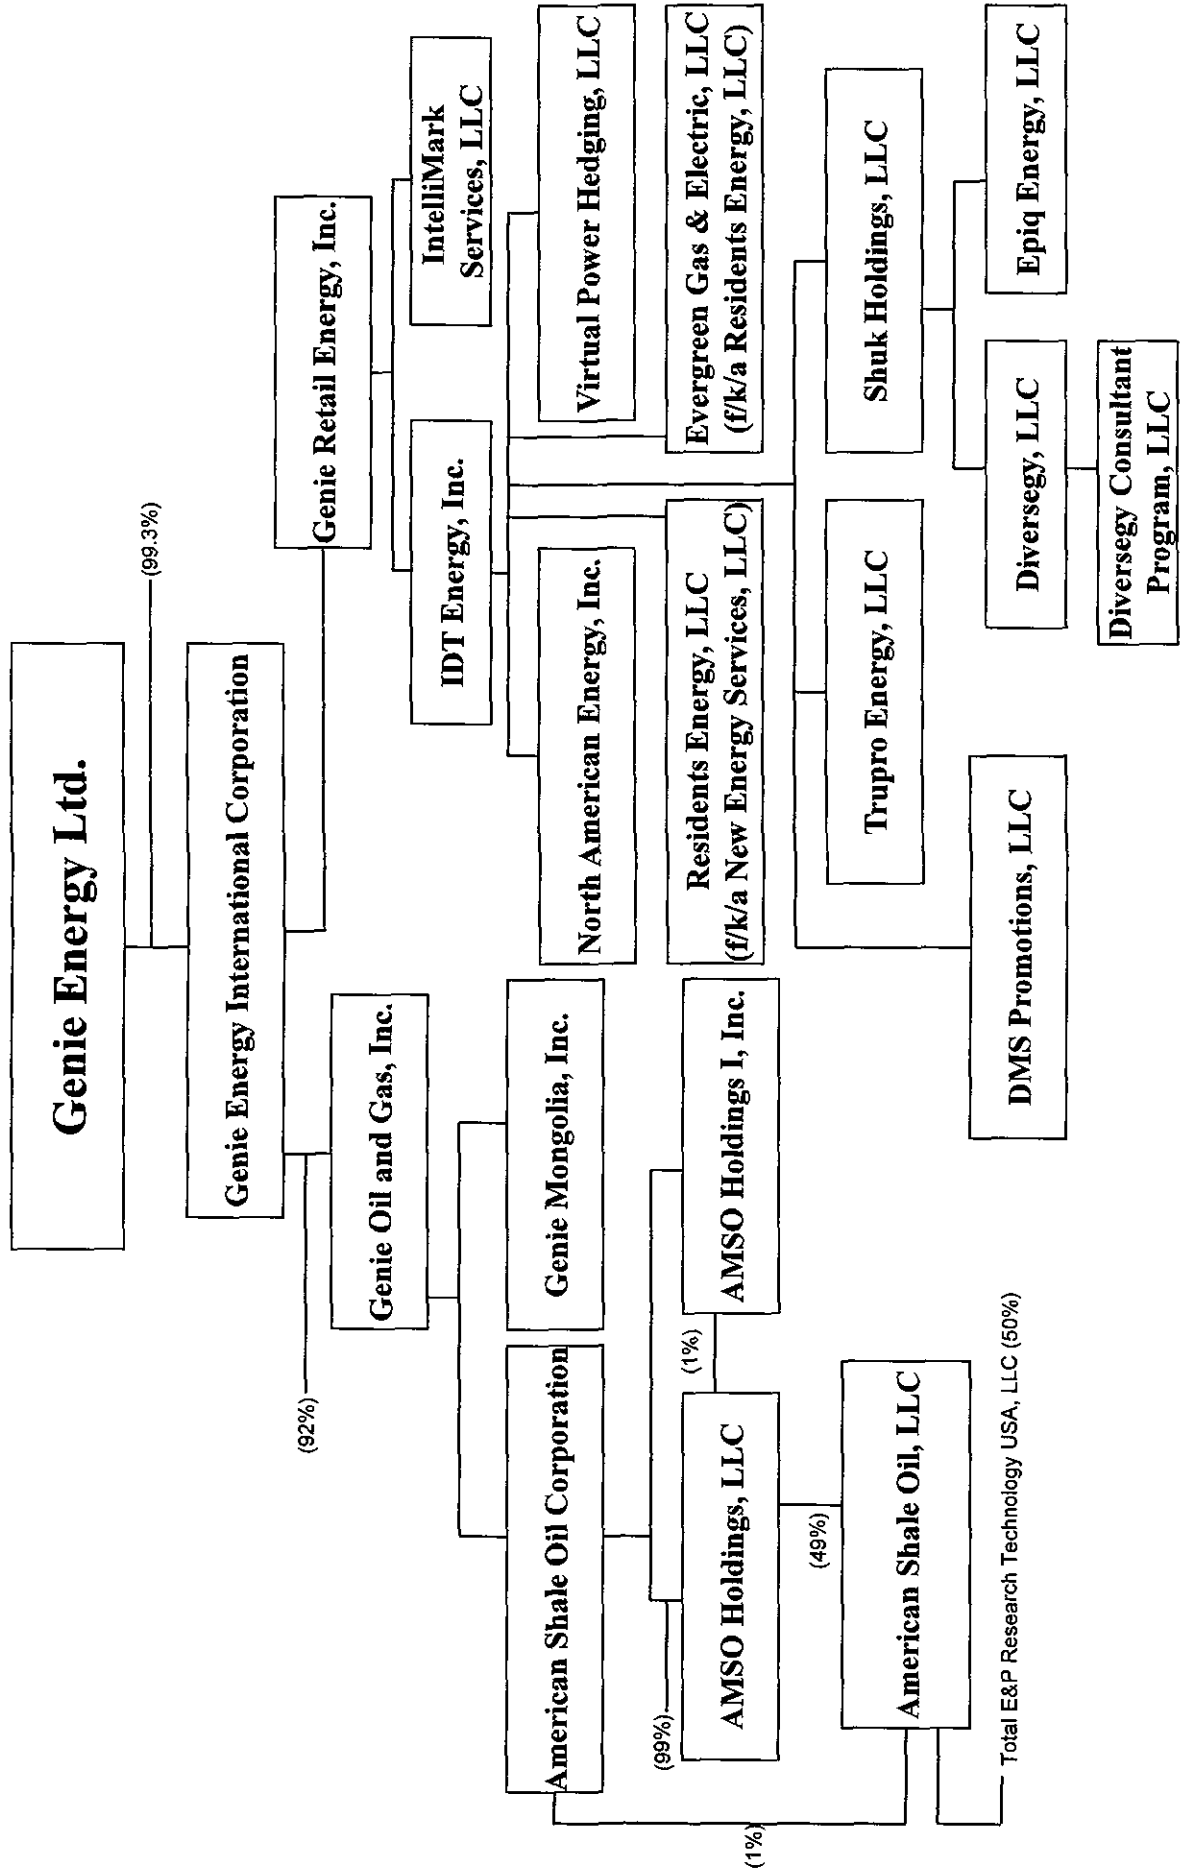 Genie Energy Ltd.
(99.3%)
Genie Energy International Corporation
(92%)
Genie Oil and Gas, Inc.
Genie Retail Energy, Inc.
IDT Energy, Inc.
IntelliMark
Services, LLC
American Shale Oil Corporation
Genie Mongolia, Inc.
North American Energy, Inc.
Virtual Power Hedging, LLC
(99%)
AMSO Holdings, LLC
(1%)
AMSO Holdings I, Inc.
Residents Energy, LLC
(f/k/a New Energy Services, LLC)
Evergreen Gas & Electric, LLC
(f/k/a Residents Energy, LLC)
(1%)
(49%)
American Shale Oil, LLC
Trupro Energy, LLC
Shuk Holdings, LLC
Total E&P Research Technology USA, LLC (50%)
DMS Promotions, LLC
Diversegy, LLC
Epiq Energy, LLC
Diversegy Consultant
Program, LLC